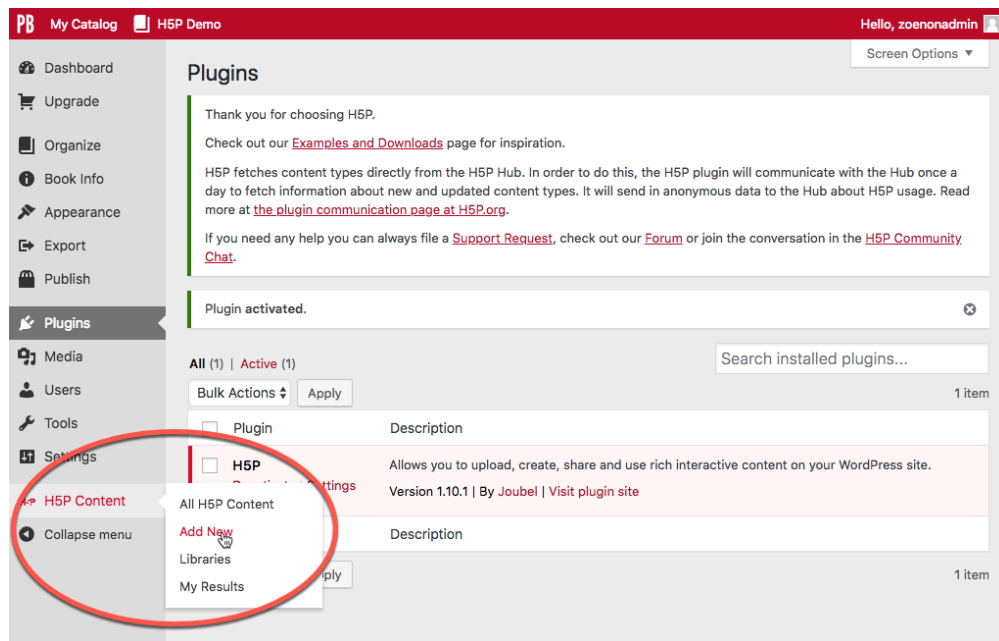 PB My Catalog H5P Demo Hello, zoenonadmin
Screen Options ▼
Dashboard
Upgrade
Organize
Book Info
Appearance
Export
Publish
Plugins
Media
Users
Tools
Settings
H5P Content
Collapse menu
Plugins
Thank you for choosing H5P.
Check out our Examples and Downloads page for inspiration.
H5P fetches content types directly from the H5P Hub. In order to do this, the H5P plugin will communicate with the Hub once a
day to fetch information about new and updated content types. It will send in anonymous data to the Hub about H5P usage. Read
more at the plugin communication page at H5P.org.
If you need any help you can always file a Support Request, check out our Forum or join the conversation in the H5P Community
Chat.
Plugin activated.
All (1) | Active (1)
Search installed plugins...
Bulk Actions Apply
1 item
Plugin Description
H5P Allows you to upload, create, share and use rich interactive content on your WordPress site.
Version 1.10.1 | By Joubel | Visit plugin site
All H5P Content
Add New
Libraries
My Results
Description
1 item